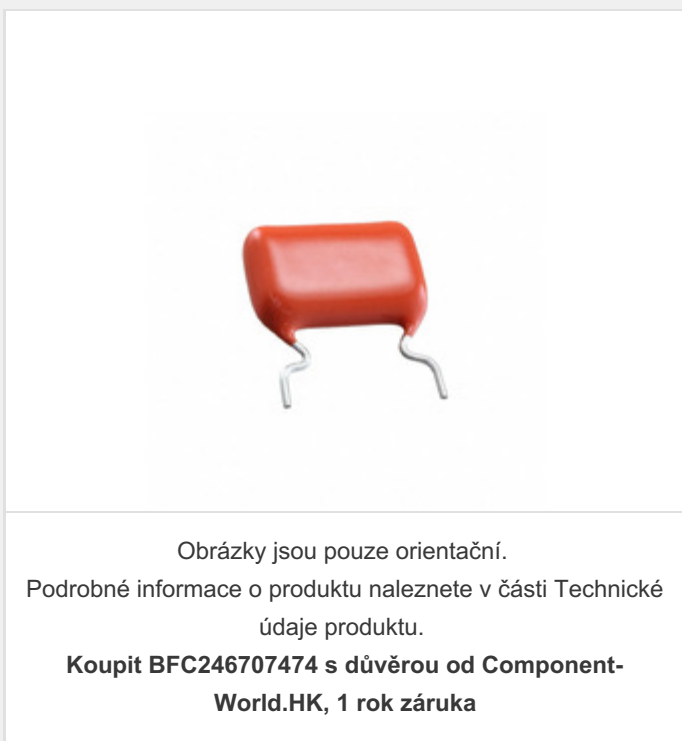 Obrázky jsou pouze orientační.
Podrobné informace o produktu naleznete v části Technické
údaje produktu.
Koupit BFC246707474 s důvěrou od Component-
World.HK, 1 rok záruka